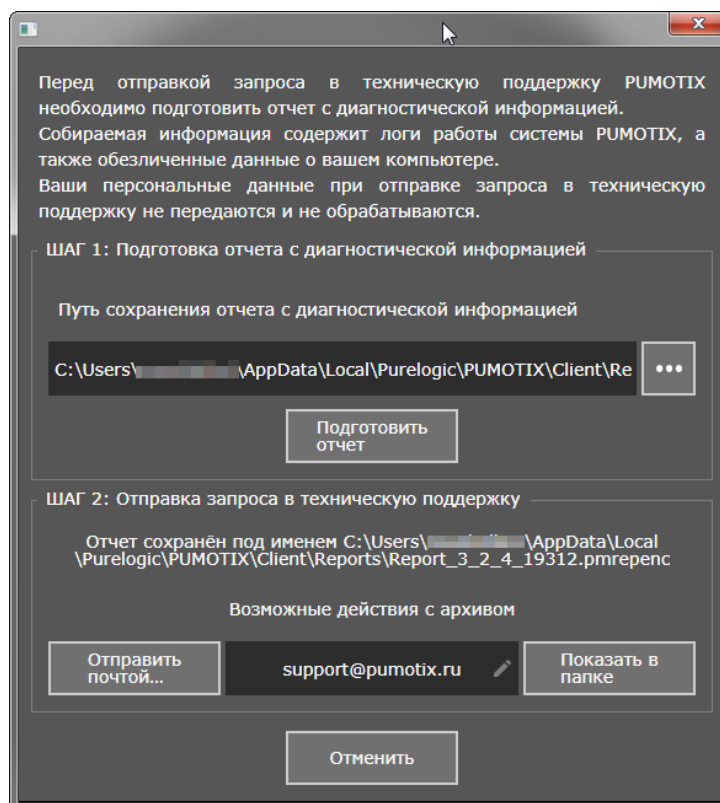 Перед отправкой запроса в техническую поддержку PUMOTIX
необходимо подготовить отчет с диагностической информацией.
Собираемая информация содержит логи работы системы PUMOTIX, а
также обезличенные данные о вашем компьютере.
Ваши персональные данные при отправке запроса в техническую
поддержку не передаются и не обрабатываются.
ШАГ 1: Подготовка отчета с диагностической информацией
Путь сохранения отчета с диагностической информацией
C:\Users\ \AppData\Local\Purelogic\PUMOTIX\Client\Re •••
Подготовить
отчет
ШАГ 2: Отправка запроса в техническую поддержку
Отчет сохранён под именем C:\Users\ \AppData\Local
\Purelogic\PUMOTIX\Client\Reports\Report_3_2_4_19312.pmrepenc
Возможные действия с архивом
Отправить
почтой...
support@pumotix.ru
Показать в
папке
Отменить